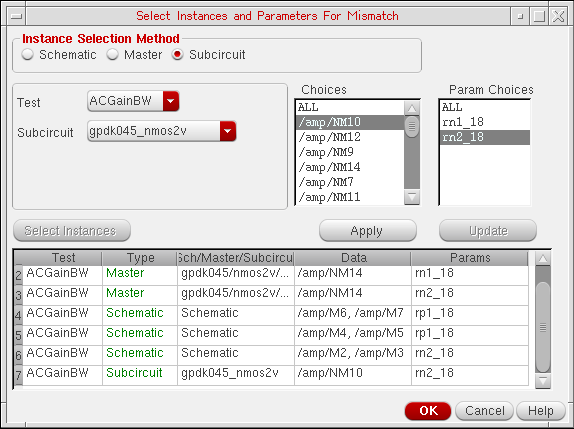 Select Instances and Parameters For Mismatch
Instance Selection Method
Schematic Master Subcircuit
Test ACGainBW
Subcircuit gpdk045_nmos2v
Choices
ALL
/amp/NM10
/amp/NM12
/amp/NM9
/amp/NM14
/amp/NM7
/amp/NM11
Param Choices
ALL
rn1_18
rn2_18
Select Instances Apply Update
Test Type Sch/Master/Subcircu Data Params
2 ACGainBW Master gpdk045/nmos2v/... /amp/NM14 rn1_18
3 ACGainBW Master gpdk045/nmos2v/... /amp/NM14 rn2_18
4 ACGainBW Schematic Schematic /amp/M6, /amp/M7 rp1_18
5 ACGainBW Schematic Schematic /amp/M4, /amp/M5 rp1_18
6 ACGainBW Schematic Schematic /amp/M2, /amp/M3 rn2_18
7 ACGainBW Subcircuit gpdk045_nmos2v /amp/NM10 rn2_18
OK Cancel Help